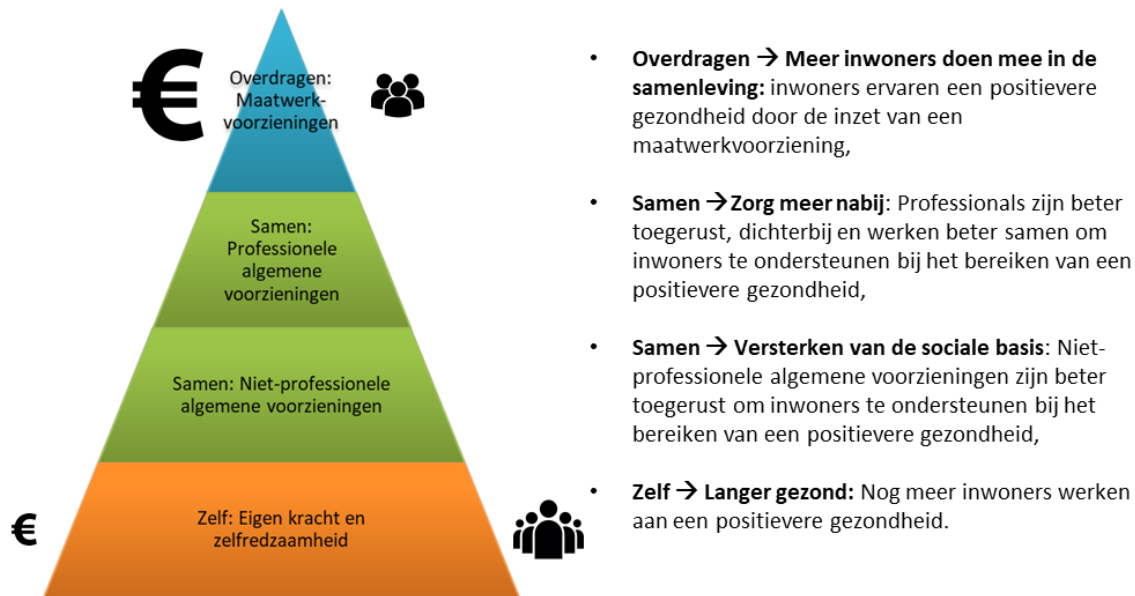 €
Overdragen:
Maatwerk-
voorzieningen
Samen:
Professionele
algemene
voorzieningen
Samen: Niet-professionele
algemene voorzieningen
€
Zelf: Eigen kracht en
zelfredzaamheid
• Overdragen → Meer inwoners doen mee in de
samenleving: inwoners ervaren een positievere
gezondheid door de inzet van een
maatwerkvoorziening,
• Samen → Zorg meer nabij: Professionals zijn beter
toegerust, dichterbij en werken beter samen om
inwoners te ondersteunen bij het bereiken van een
positievere gezondheid,
• Samen → Versterken van de sociale basis: Niet-
professionele algemene voorzieningen zijn beter
toegerust om inwoners te ondersteunen bij het
bereiken van een positievere gezondheid,
• Zelf → Langer gezond: Nog meer inwoners werken
aan een positievere gezondheid.